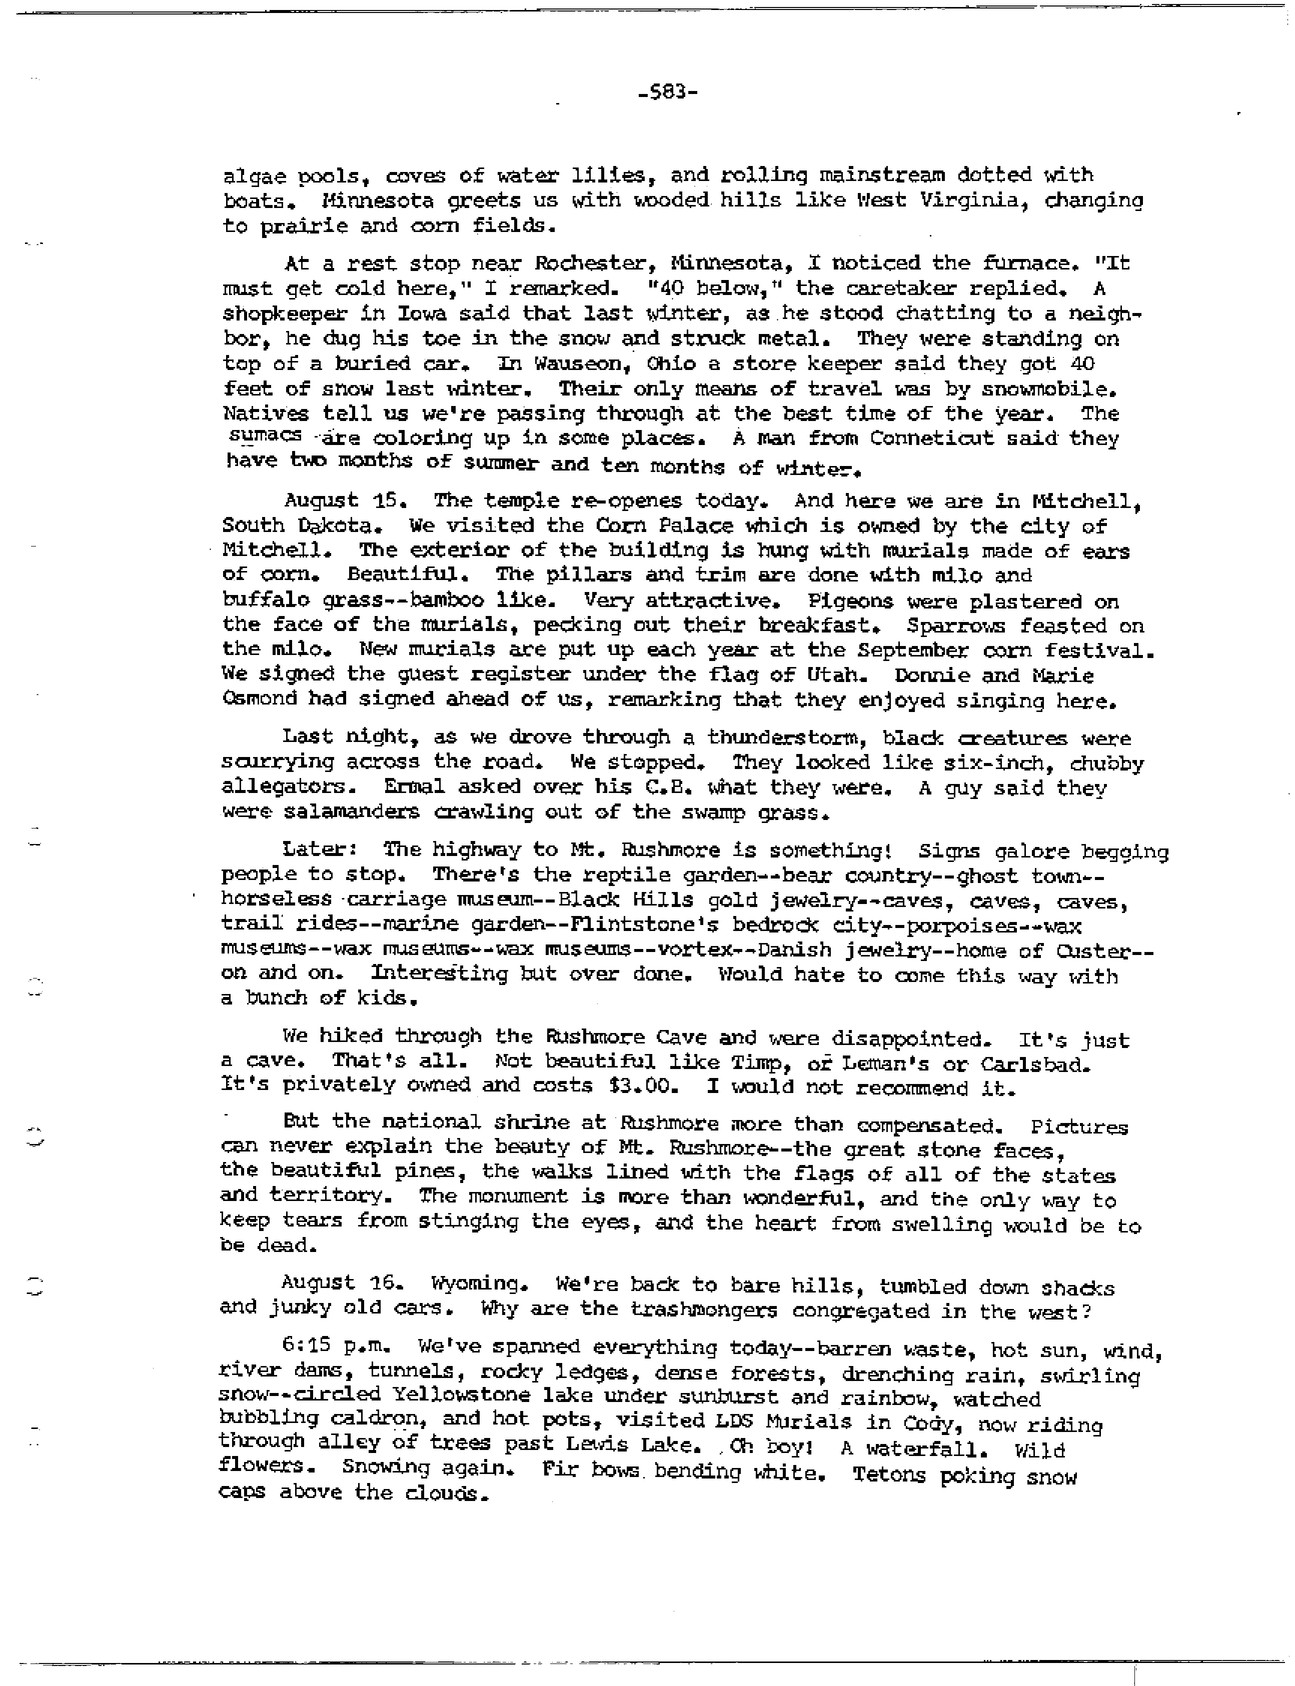 -583-
algae pools, coves of water lilies, and rolling mainstream dotted with
boats. Minnesota greets us with wooded hills like West Virginia, changing
to prairie and corn fields.
At a rest stop near Rochester, Minnesota, I noticed the furnace. "It
must get cold here," I remarked. "40 below," the caretaker replied. A
shopkeeper in Iowa said that last winter, as he stood chatting to a neigh-
bor, he dug his toe in the snow and struck metal. They were standing on
top of a buried car. In Wauseon, Ohio a store keeper said they got 40
feet of snow last winter. Their only means of travel was by snowmobile.
Natives tell us we're passing through at the best time of the year. The
sumacs are coloring up in some places. A man from Conneticut said they
have two months of summer and ten months of winter.
August 15. The temple re-openes today. And here we are in Mitchell,
South Dakota. We visited the Corn Palace which is owned by the city of
Mitchell. The exterior of the building is hung with murials made of ears
of corn. Beautiful. The pillars and trim are done with milo and
buffalo grass--bamboo like. Very attractive. Pigeons were plastered on
the face of the murials, pecking out their breakfast. Sparrows feasted on
the milo. New murials are put up each year at the September corn festival.
We signed the guest register under the flag of Utah. Donnie and Marie
Osmond had signed ahead of us, remarking that they enjoyed singing here.
Last night, as we drove through a thunderstorm, black creatures were
scurrying across the road. We stopped. They looked like six-inch, chubby
allegators. Ermal asked over his C.B. what they were. A guy said they
were salamanders crawling out of the swamp grass.
Later: The highway to Mt. Rushmore is something! Signs galore begging
people to stop. There's the reptile garden--bear country--ghost town--
horseless carriage museum--Black Hills gold jewelry--caves, caves, caves,
trail rides--marine garden--Flintstone's bedrock city--porpoises--wax
museums--wax museums--wax museums--vortex--Danish jewelry--home of Custer--
on and on. Interesting but over done. Would hate to come this way with
a bunch of kids.
We hiked through the Rushmore Cave and were disappointed. It's just
a cave. That's all. Not beautiful like Timp, or Leman's or Carlsbad.
It's privately owned and costs $3.00. I would not recommend it.
But the national shrine at Rushmore more than compensated. Pictures
can never explain the beauty of Mt. Rushmore--the great stone faces,
the beautiful pines, the walks lined with the flags of all of the states
and territory. The monument is more than wonderful, and the only way to
keep tears from stinging the eyes, and the heart from swelling would be to
be dead.
August 16. Wyoming. We're back to bare hills, tumbled down shacks
and junky old cars. Why are the trashmongers congregated in the west?
6:15 p.m. We've spanned everything today--barren waste, hot sun, wind,
river dams, tunnels, rocky ledges, dense forests, drenching rain, swirling
snow--circled Yellowstone lake under sunburst and rainbow, watched
bubbling caldron, and hot pots, visited LDS Murials in Cody, now riding
through alley of trees past Lewis Lake. Oh boy! A waterfall. Wild
flowers. Snowing again. Fir bows bending white. Tetons poking snow
caps above the clouds.